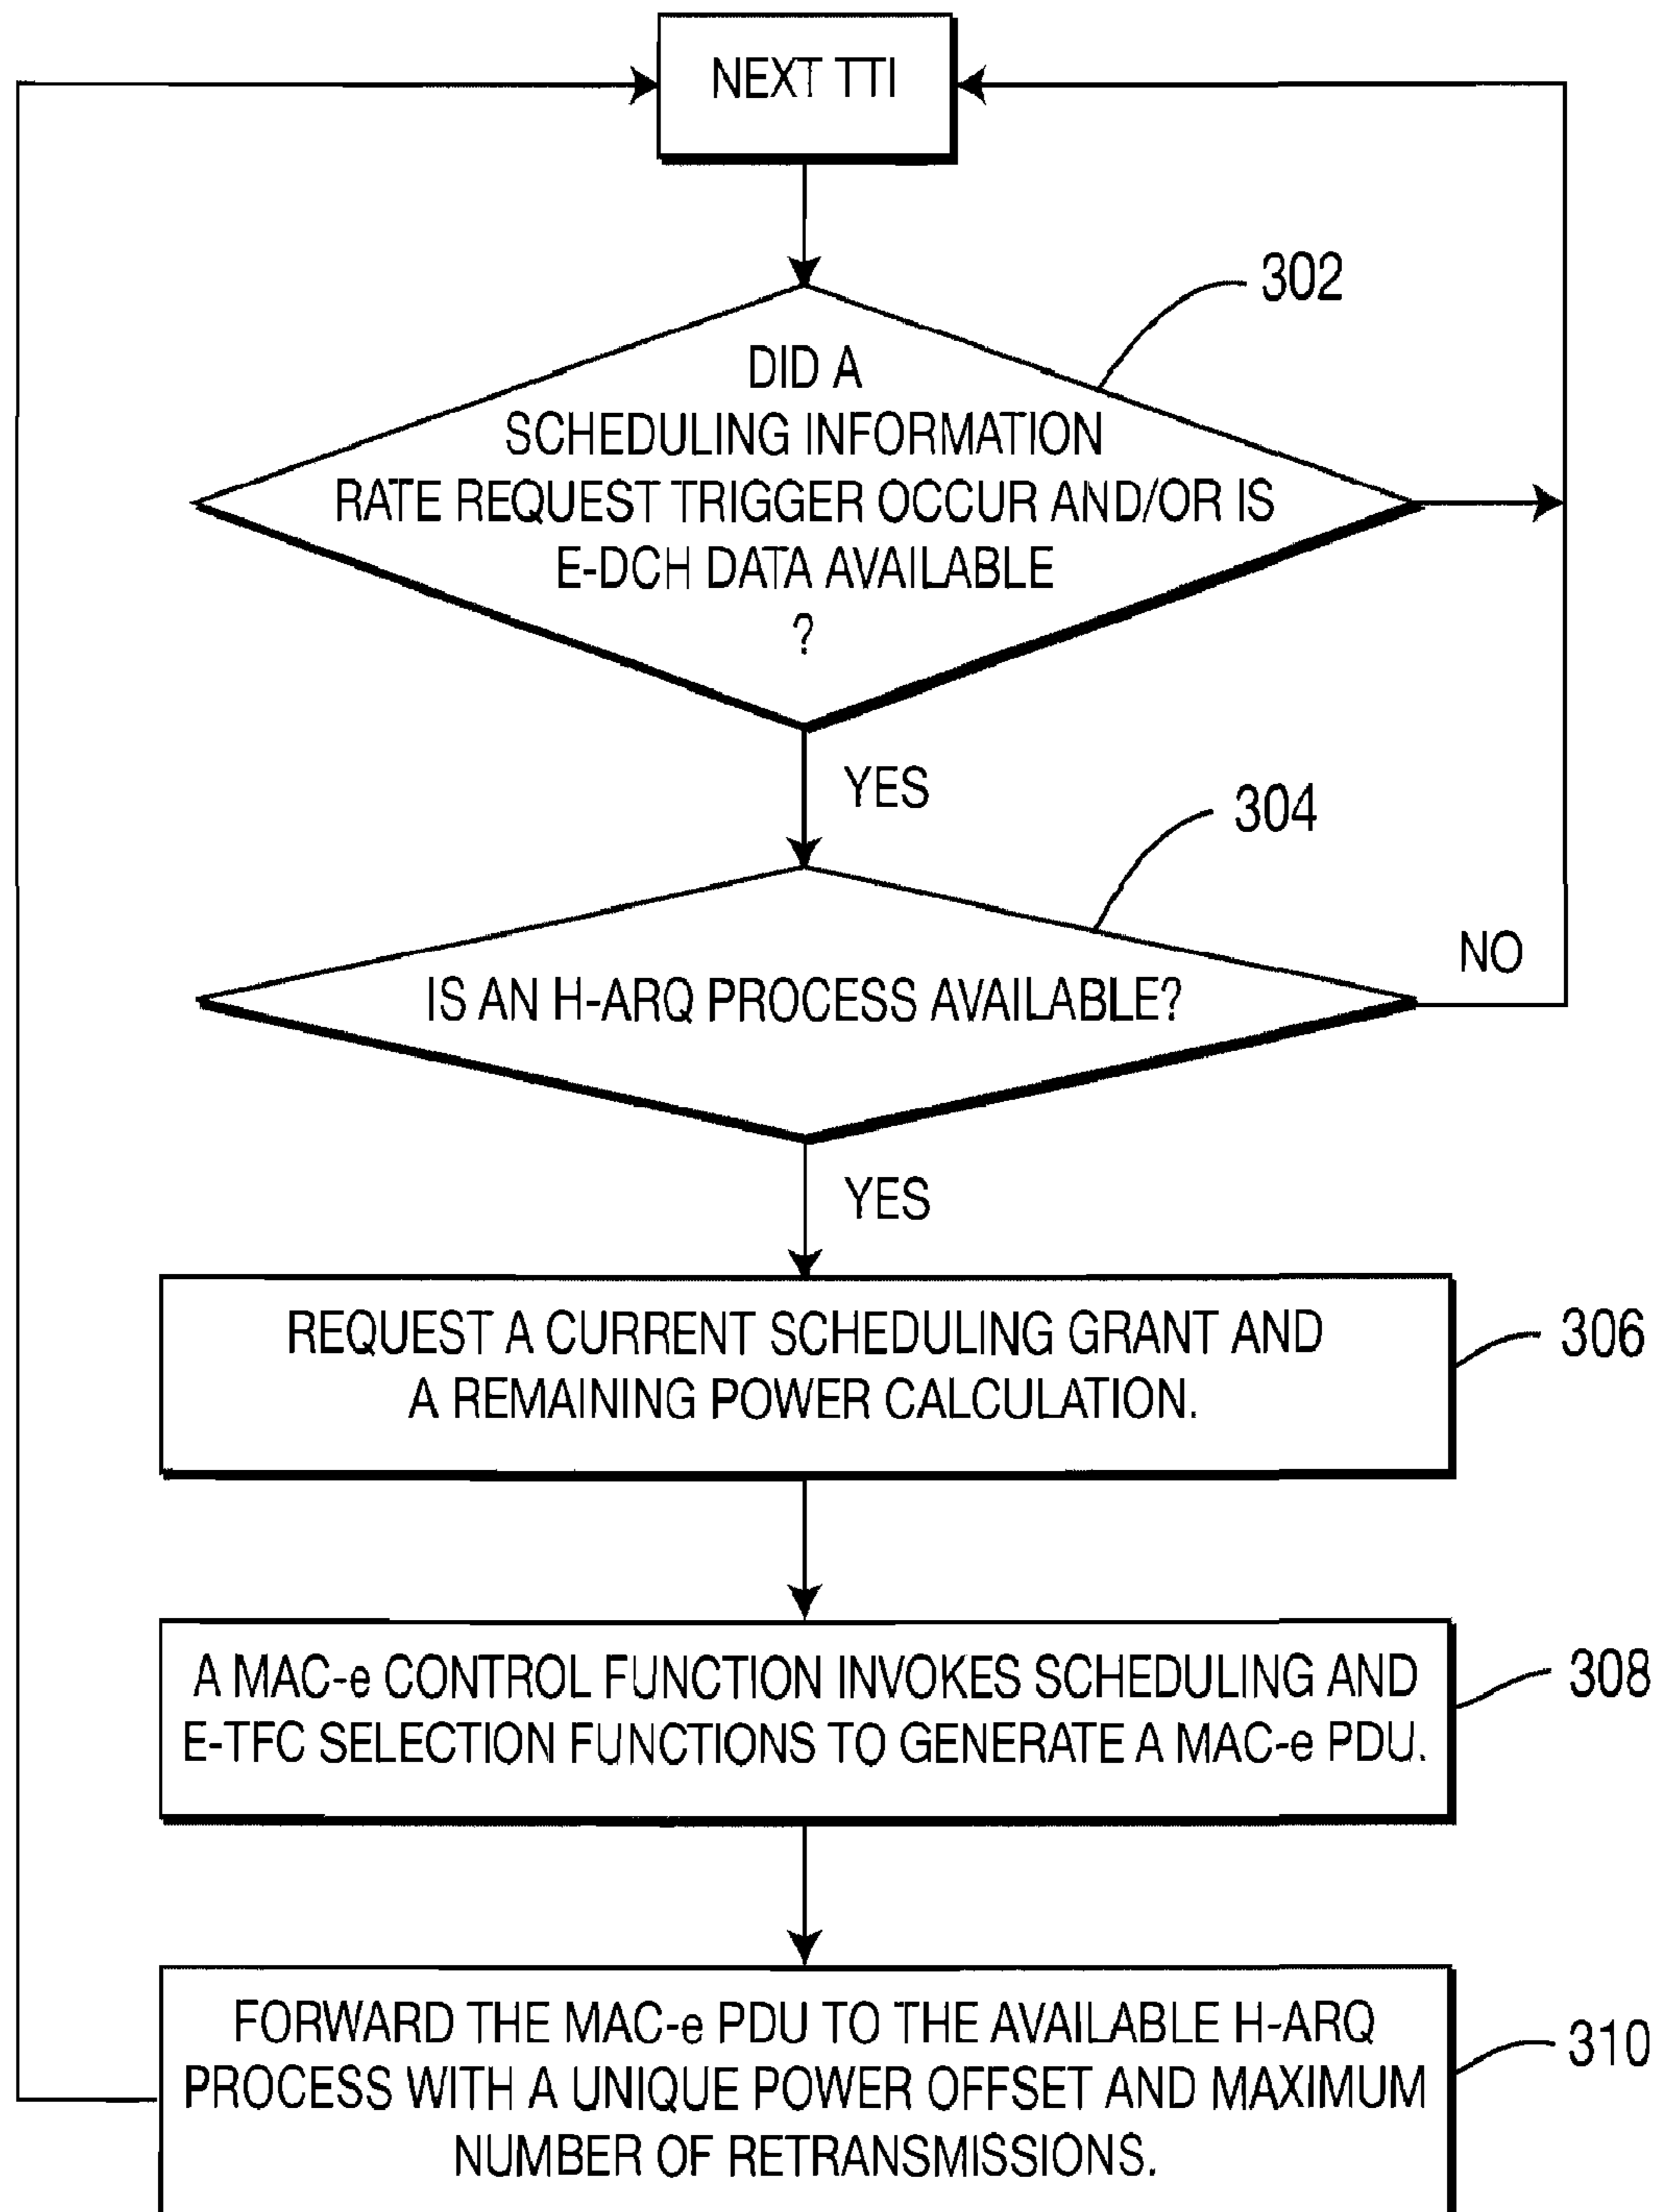 NEXT TTI
302
DID A
SCHEDULING INFORMATION
RATE REQUEST TRIGGER OCCUR AND/OR IS
E-DCH DATA AVAILABLE
?
YES
304
NO
IS AN H-ARQ PROCESS AVAILABLE?
YES
REQUEST A CURRENT SCHEDULING GRANT AND
A REMAINING POWER CALCULATION.
306
A MAC-e CONTROL FUNCTION INVOKES SCHEDULING AND
E-TFC SELECTION FUNCTIONS TO GENERATE A MAC-e PDU.
308
FORWARD THE MAC-e PDU TO THE AVAILABLE H-ARQ
PROCESS WITH A UNIQUE POWER OFFSET AND MAXIMUM
NUMBER OF RETRANSMISSIONS.
310